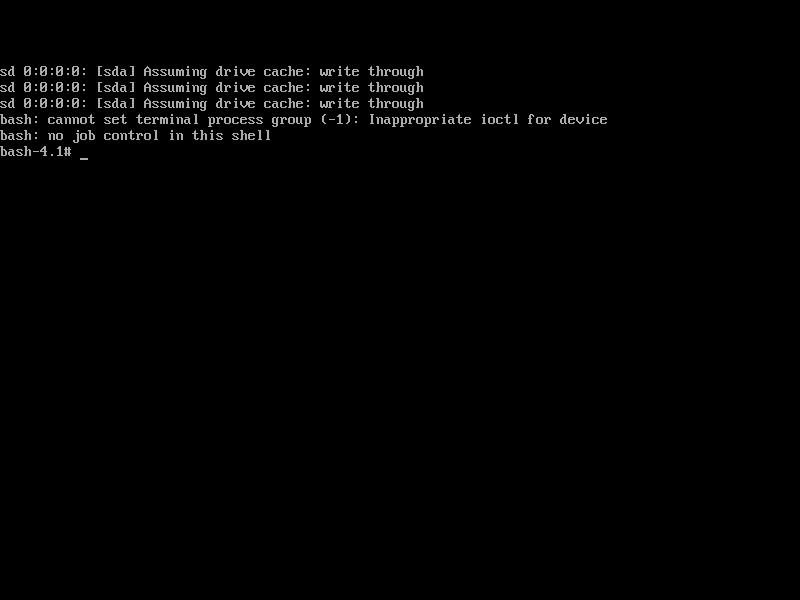 sd 0:0:0:0: [sda] Assuming drive cache: write through
sd 0:0:0:0: [sda] Assuming drive cache: write through
sd 0:0:0:0: [sda] Assuming drive cache: write through
bash: cannot set terminal process group (-1): Inappropriate ioctl for device
bash: no job control in this shell
bash-4.1# _